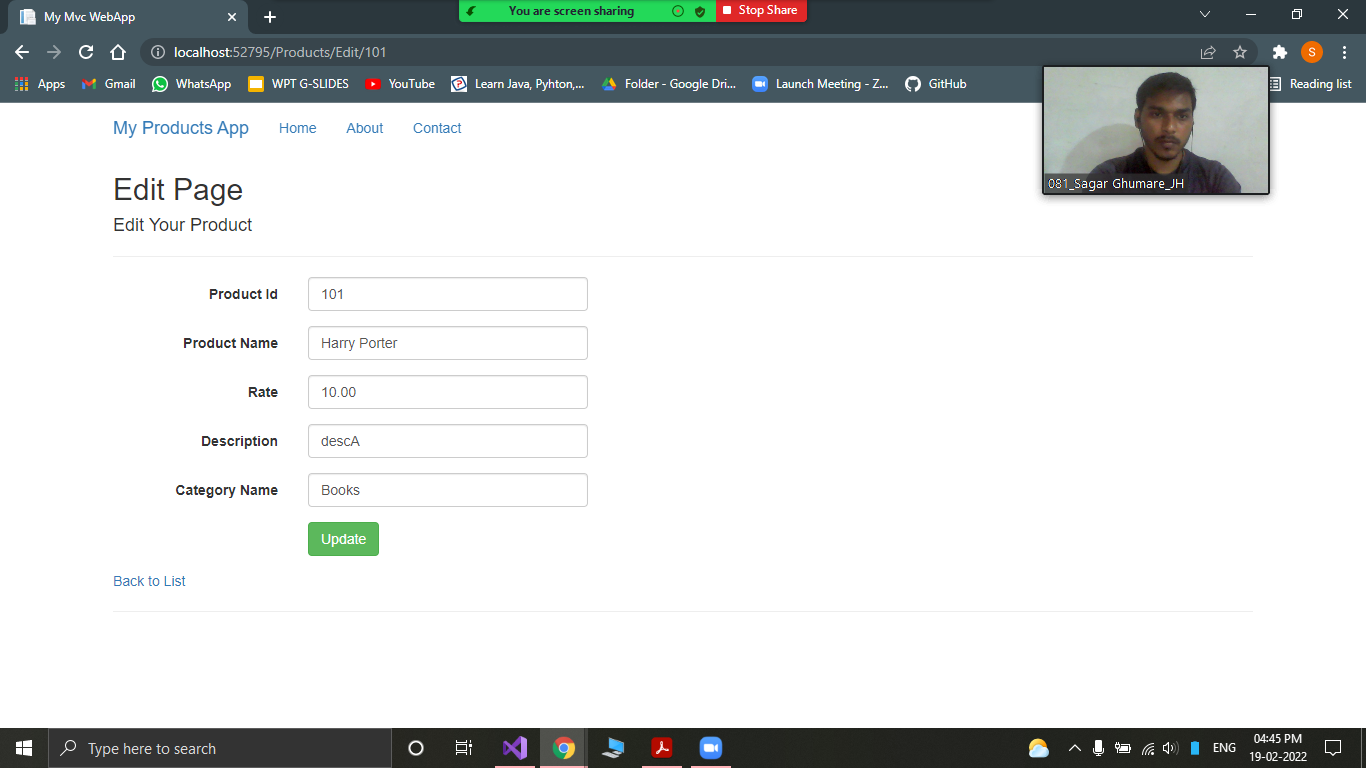 My Mvc WebApp
You are screen sharing
Stop Share
localhost:52795/Products/Edit/101
S
Apps
Gmail
WhatsApp
WPT G-SLIDES
YouTube
Learn Java, Pyhton,...
Folder - Google Dri...
Launch Meeting - Z...
GitHub
Reading list
My Products App
Home
About
Contact
081_Sagar Ghumare_JH
Edit Page
Edit Your Product
Product Id
101
Product Name
Harry Porter
Rate
10.00
Description
descA
Category Name
Books
Update
Back to List
Type here to search
ENG
04:45 PM
19-02-2022